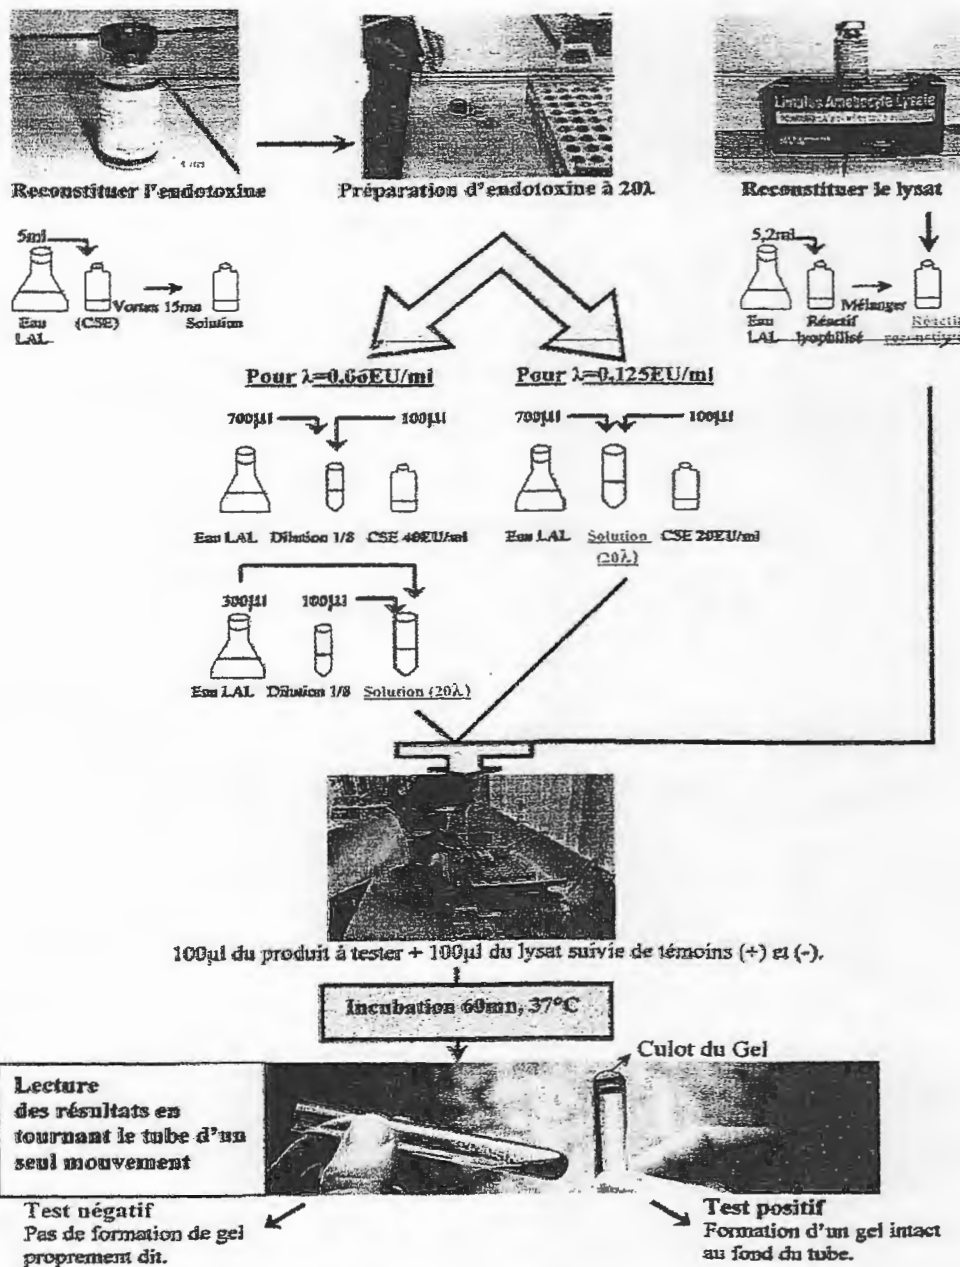 Limulus Amebocyte Lysate
Reconstituer l'endotoxine
Préparation d'endotoxine à 20λ
Reconstituer le lysat
5ml
Eau
LAL
(CSE)
Vortex 15mn
Solution
5,2ml
Eau
LAL
Réactif
lyophilisé
Mélanger
Réactif
Pour λ=0.06EU/ml
Pour λ=0.125EU/ml
700µl
100µl
700µl
100µl
Eau LAL
Dilution 1/8
CSE 40EU/ml
Eau LAL
Solution
(20λ)
CSE 20EU/ml
300µl
100µl
Eau LAL
Dilution 1/8
Solution (20λ)
100µl du produit à tester + 100µl du lysat suivie de témoins (+) et (-).
Incubation 60mn, 37°C
Culot du Gel
Lecture
des résultats en
tournant le tube d'un
seul mouvement
Test négatif
Pas de formation de gel
proprement dit.
Test positif
Formation d'un gel intact
au fond du tube.